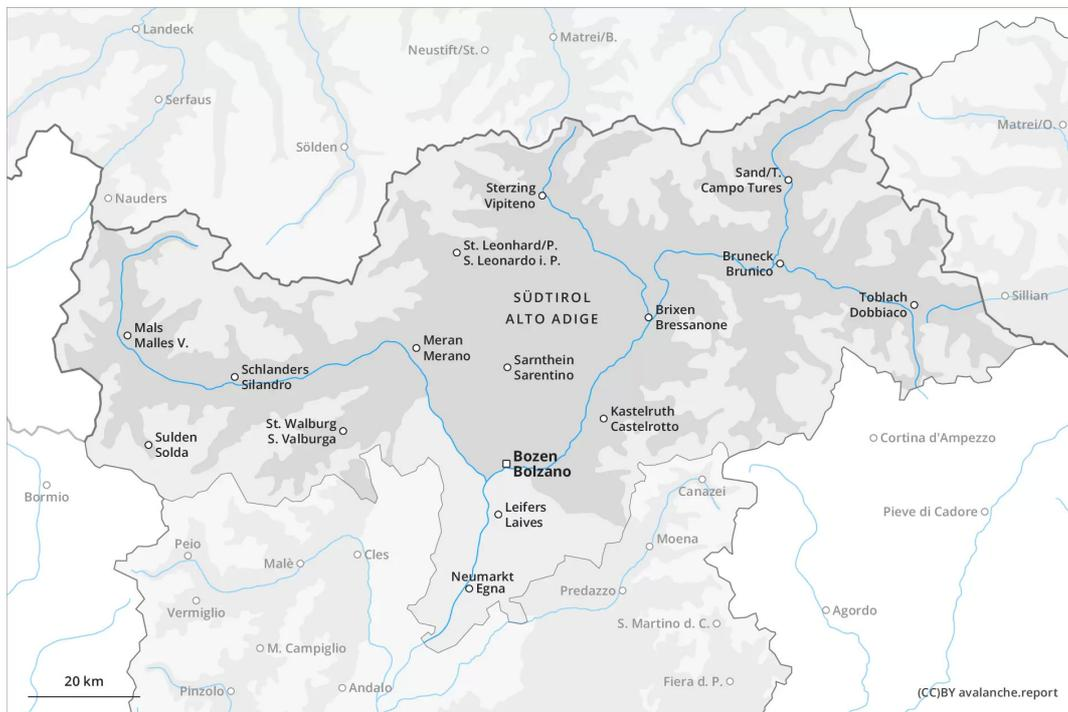 Landeck
Matrei/B.
Neustift/St.
Serfaus
Matrei/O.
Sölden
Sand/T.
Campo Tures
Sterzing
Vipiteno
Nauders
St. Leonhard/P.
S. Leonardo i. P.
Bruneck
Brunico
SÜDTIROL
ALTO ADIGE
Toblach
Dobbiaco
Sillian
Brixen
Bressanone
Mals
Malles V.
Meran
Merano
Sarnthein
Sarentino
Schlanders
Silandro
Kastelruth
Castelrotto
St. Walburg
S. Valburga
Sulden
Solda
Cortina d'Ampezzo
Bozen
Bolzano
Bormio
Canazei
Leifers
Laives
Pieve di Cadore
Peio
Moena
Malè
Cles
Neumarkt
Egna
Predazzo
Vermiglio
Agordo
S. Martino d. C.
M. Campiglio
20 km
Pinzolo
Andalo
Fiera d. P.
(CC)BY avalanche.report